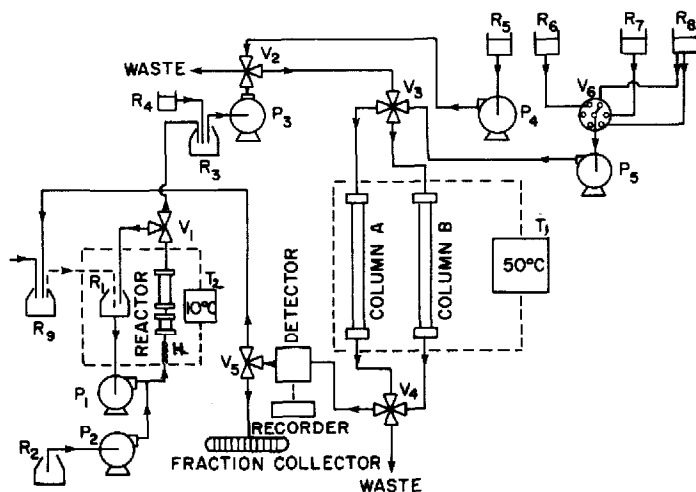 R5 R6 R7 R8
V2
WASTE
V3
V6
R4
P3
P4
R3
P5
V1
COLUMN A
COLUMN B
T1
50°C
R1
REACTOR
T2
10°C
DETECTOR
R9
H
V5
V4
P1
P2
RECORDER
R2
FRACTION COLLECTOR
WASTE